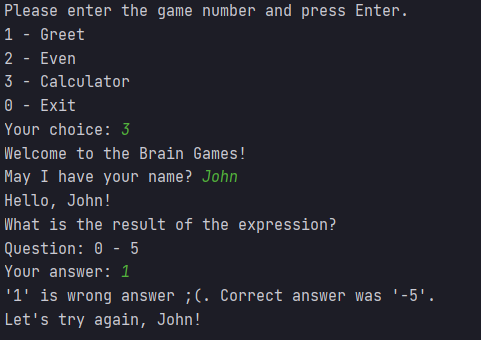 Please enter the game number and press Enter.
1 - Greet
2 - Even
3 - Calculator
0 - Exit
Your choice: 3
Welcome to the Brain Games!
May I have your name? John
Hello, John!
What is the result of the expression?
Question: 0 - 5
Your answer: 1
'1' is wrong answer ;(. Correct answer was '-5'.
Let's try again, John!